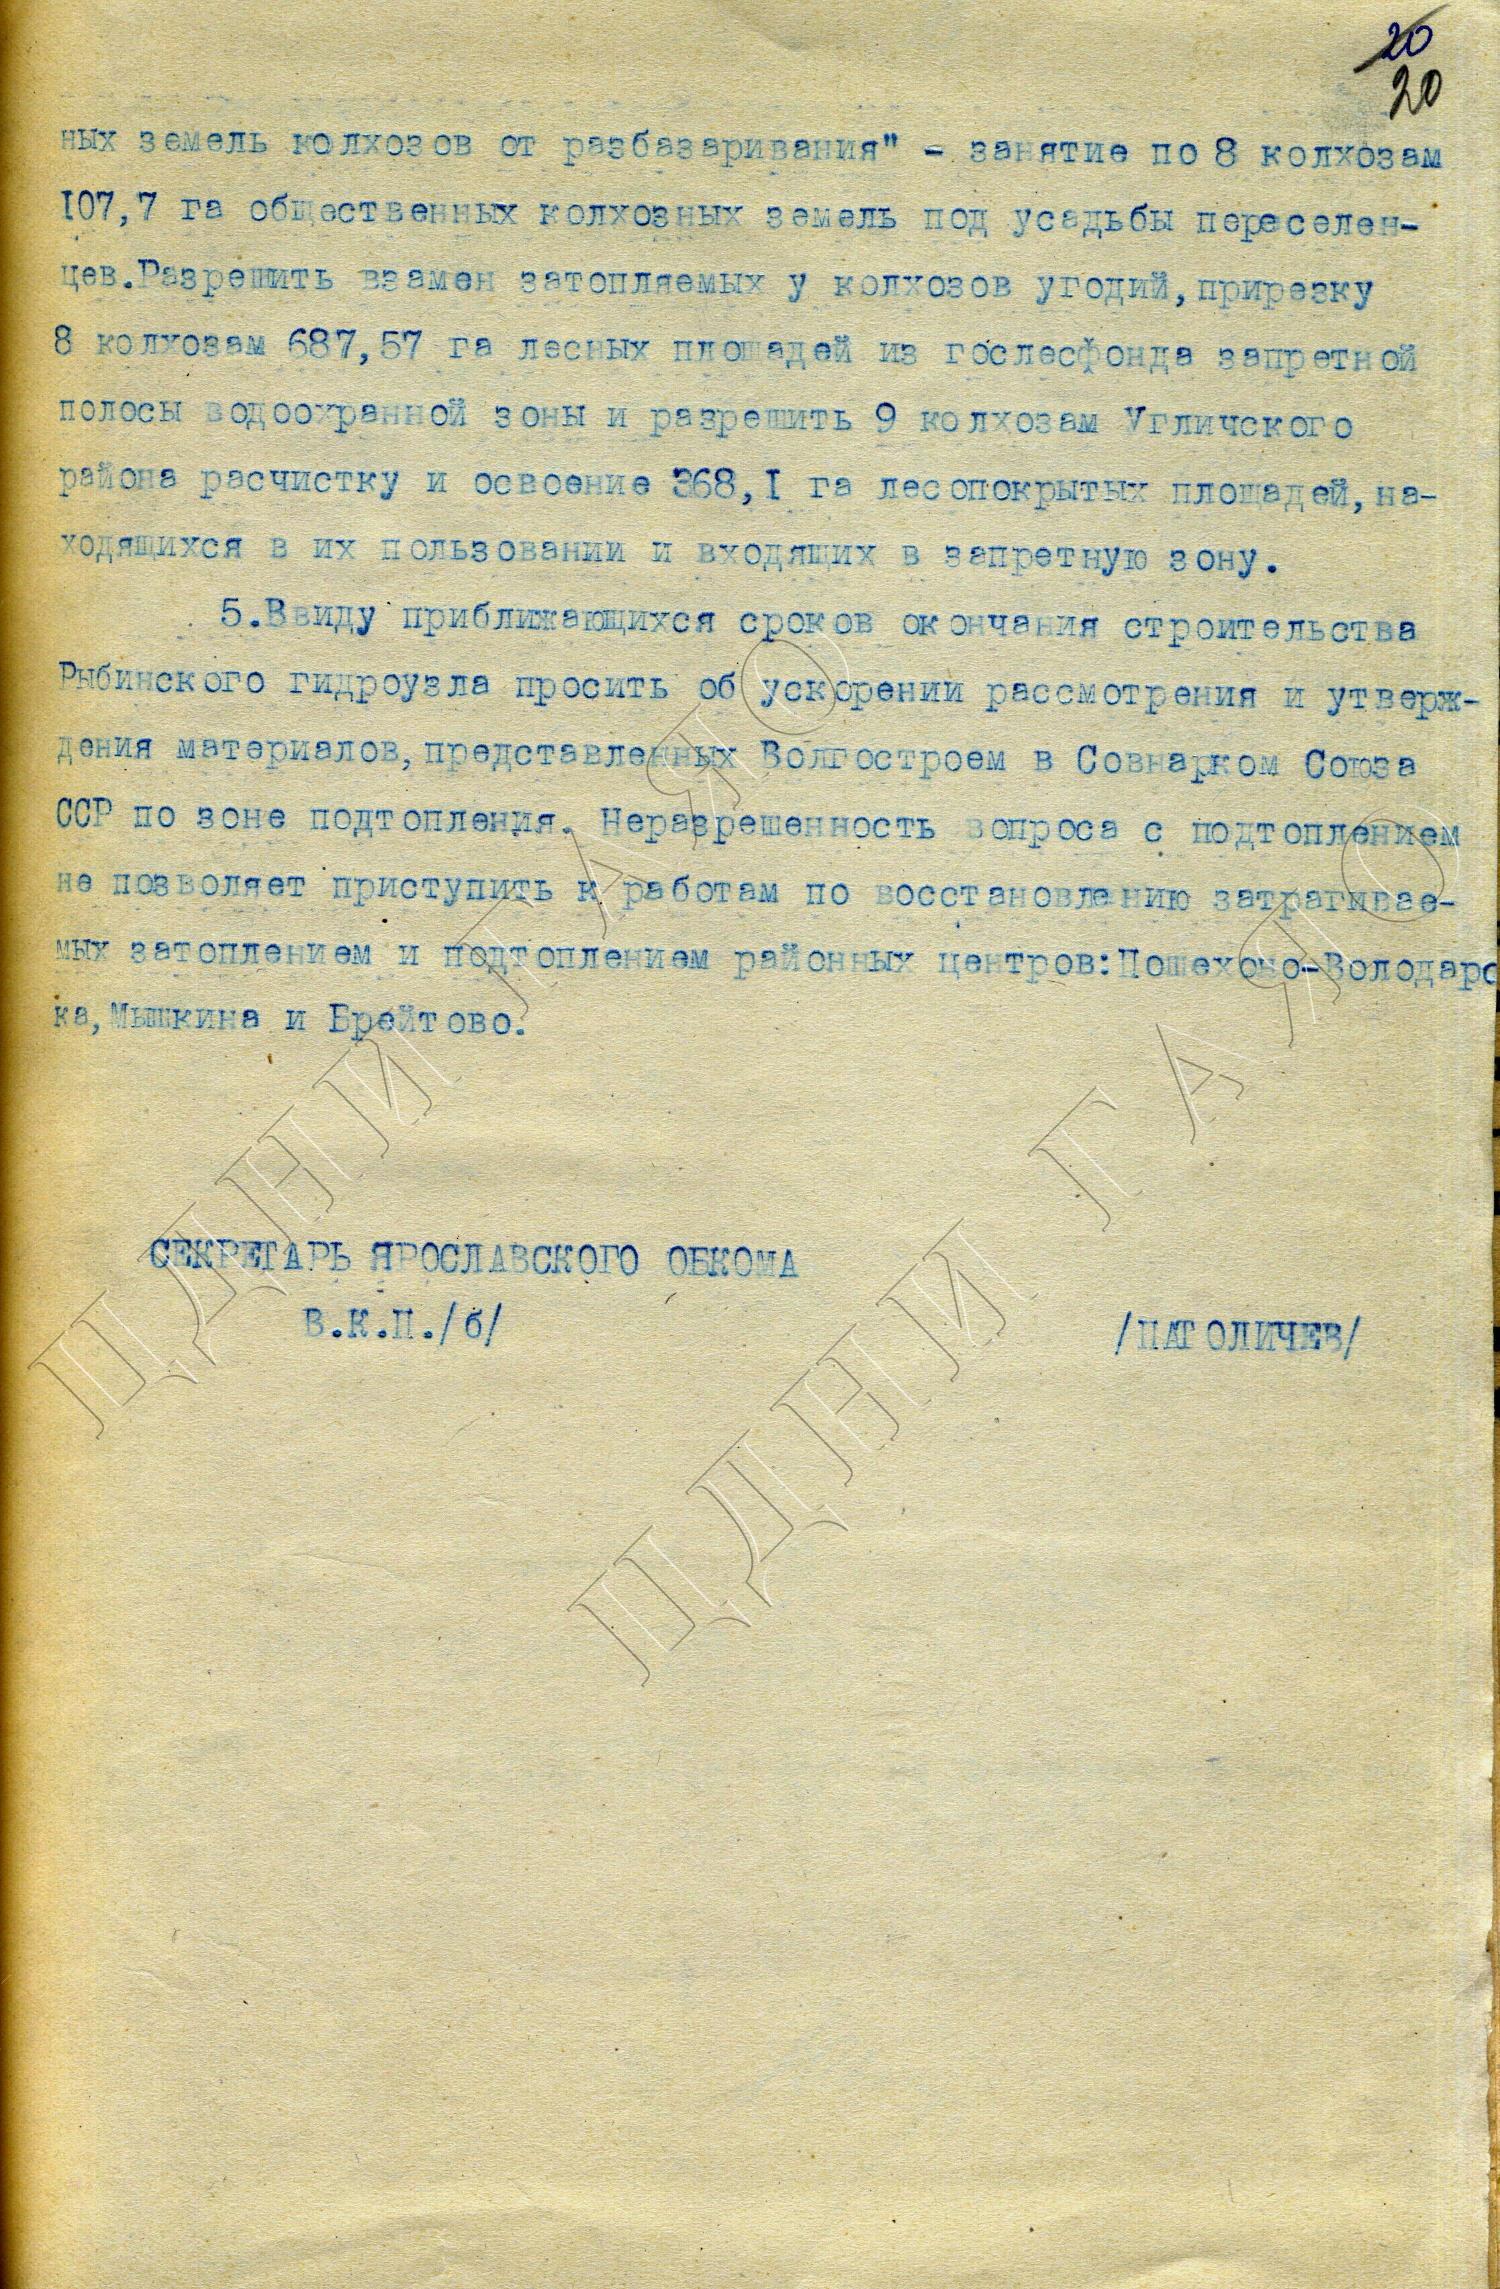 20
20
ных земель колхозов от разбазаривания" - занятие по 8 колхозам
I07,7 га общественных колхозных земель под усадьбы переселен-
цев.Разрешить взамен затопляемых у колхозов угодий,прирезку
8 колхозам 687,57 га лесных площадей из гослесфонда запретной
полосы водоохранной зоны и разрешить 9 колхозам Угличского
района расчистку и освоение 368,I га лесопокрытых площадей,на-
ходящихся в их пользовании и входящих в запретную зону.
5.Ввиду приближающихся сроков окончания строительства
Рыбинского гидроузла просить об ускорении рассмотрения и утверж-
дения материалов,представленных Волгостроем в Совнарком Союза
ССР по зоне подтопления. Неразрешенность вопроса с подтоплением
не позволяет приступить к работам по восстановлению затрагивае-
мых затоплением и подтоплением районных центров:Пошехоно-Володарс
ка,Мышкина и Брейтово.
СЕКРЕТАРЬ ЯРОСЛАВСКОГО ОБКОМА
В.К.П./б/
/ПАТОЛИЧЕВ/
ЦДНИ ГАЯО
ЦДНИ ГАЯО